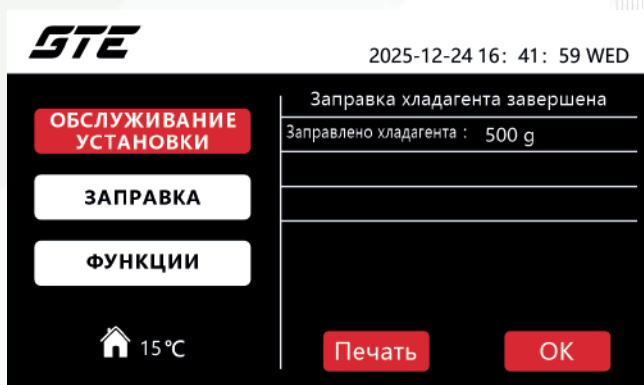 GTE
2025-12-24 16: 41: 59 WED
ОБСЛУЖИВАНИЕ
УСТАНОВКИ
ЗАПРАВКА
ФУНКЦИИ
15℃
Заправка хладагента завершена
Заправлено хладагента : 500 g
Печать
ОК